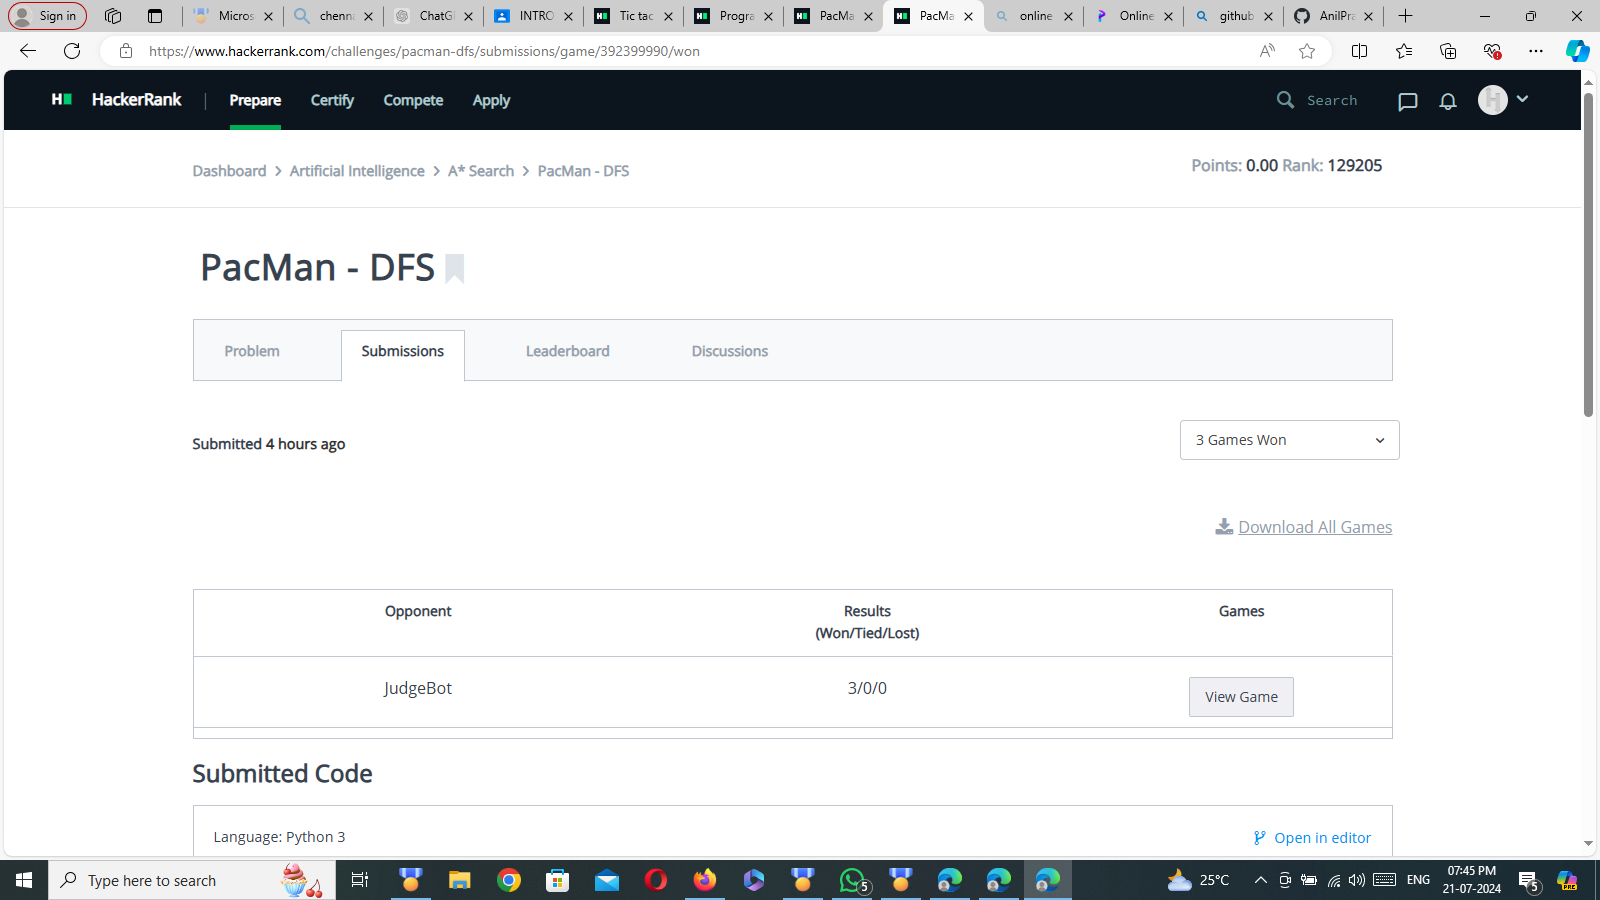 Sign in
Micros
chenna
ChatGP
INTRO
Tic tac
Progra
PacMa
PacMa
online
Online
github
AnilPra
https://www.hackerrank.com/challenges/pacman-dfs/submissions/game/392399990/won
HackerRank | Prepare Certify Compete Apply Search
Dashboard > Artificial Intelligence > A* Search > PacMan - DFS
Points: 0.00 Rank: 129205
PacMan - DFS
Problem Submissions Leaderboard Discussions
Submitted 4 hours ago
3 Games Won
Download All Games
Opponent Results Games
(Won/Tied/Lost)
JudgeBot 3/0/0 View Game
Submitted Code
Language: Python 3 Open in editor
Type here to search
5
25°C
ENG
07:45 PM
21-07-2024
5
PRE